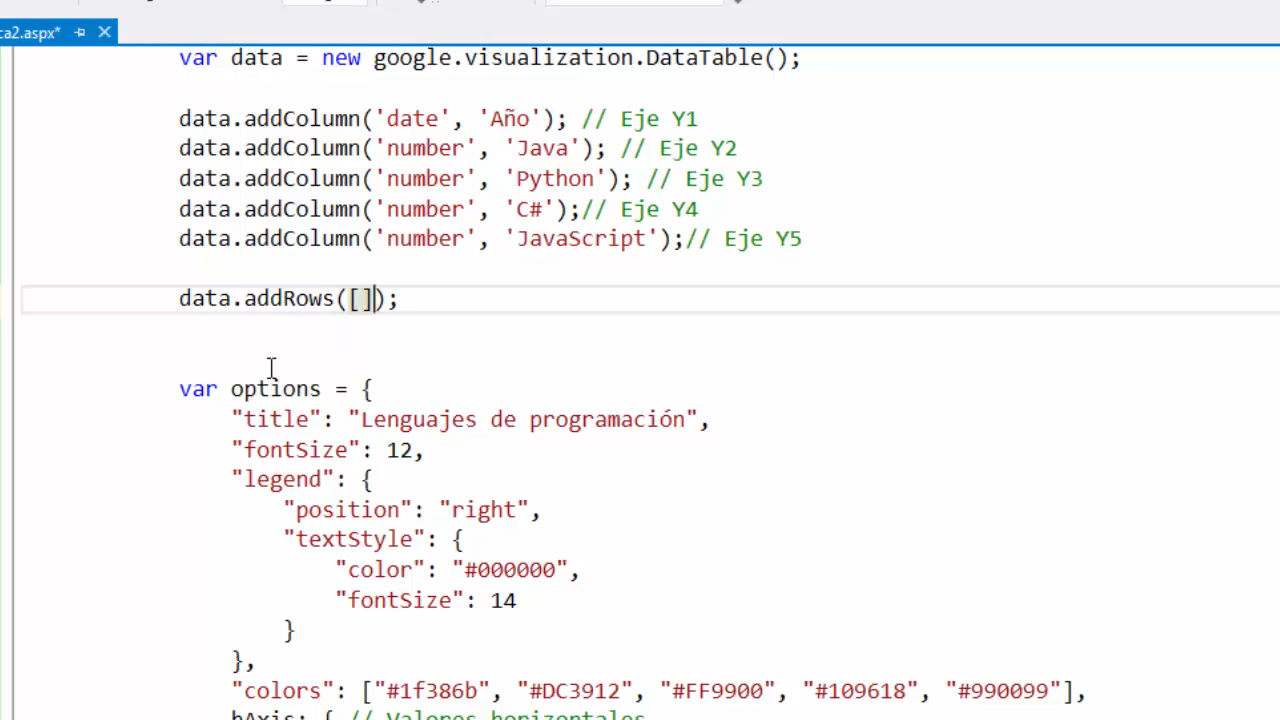 ca2.aspx*
var data = new google.visualization.DataTable();
data.addColumn('date', 'Año'); // Eje Y1
data.addColumn('number', 'Java'); // Eje Y2
data.addColumn('number', 'Python'); // Eje Y3
data.addColumn('number', 'C#');// Eje Y4
data.addColumn('number', 'JavaScript');// Eje Y5
data.addRows([]);
var options = {
"title": "Lenguajes de programación",
"fontSize": 12,
"legend": {
"position": "right",
"textStyle": {
"color": "#000000",
"fontSize": 14
}
},
"colors": ["#1f386b", "#DC3912", "#FF9900", "#109618", "#990099"],
hAxis: { // Valores horizontales